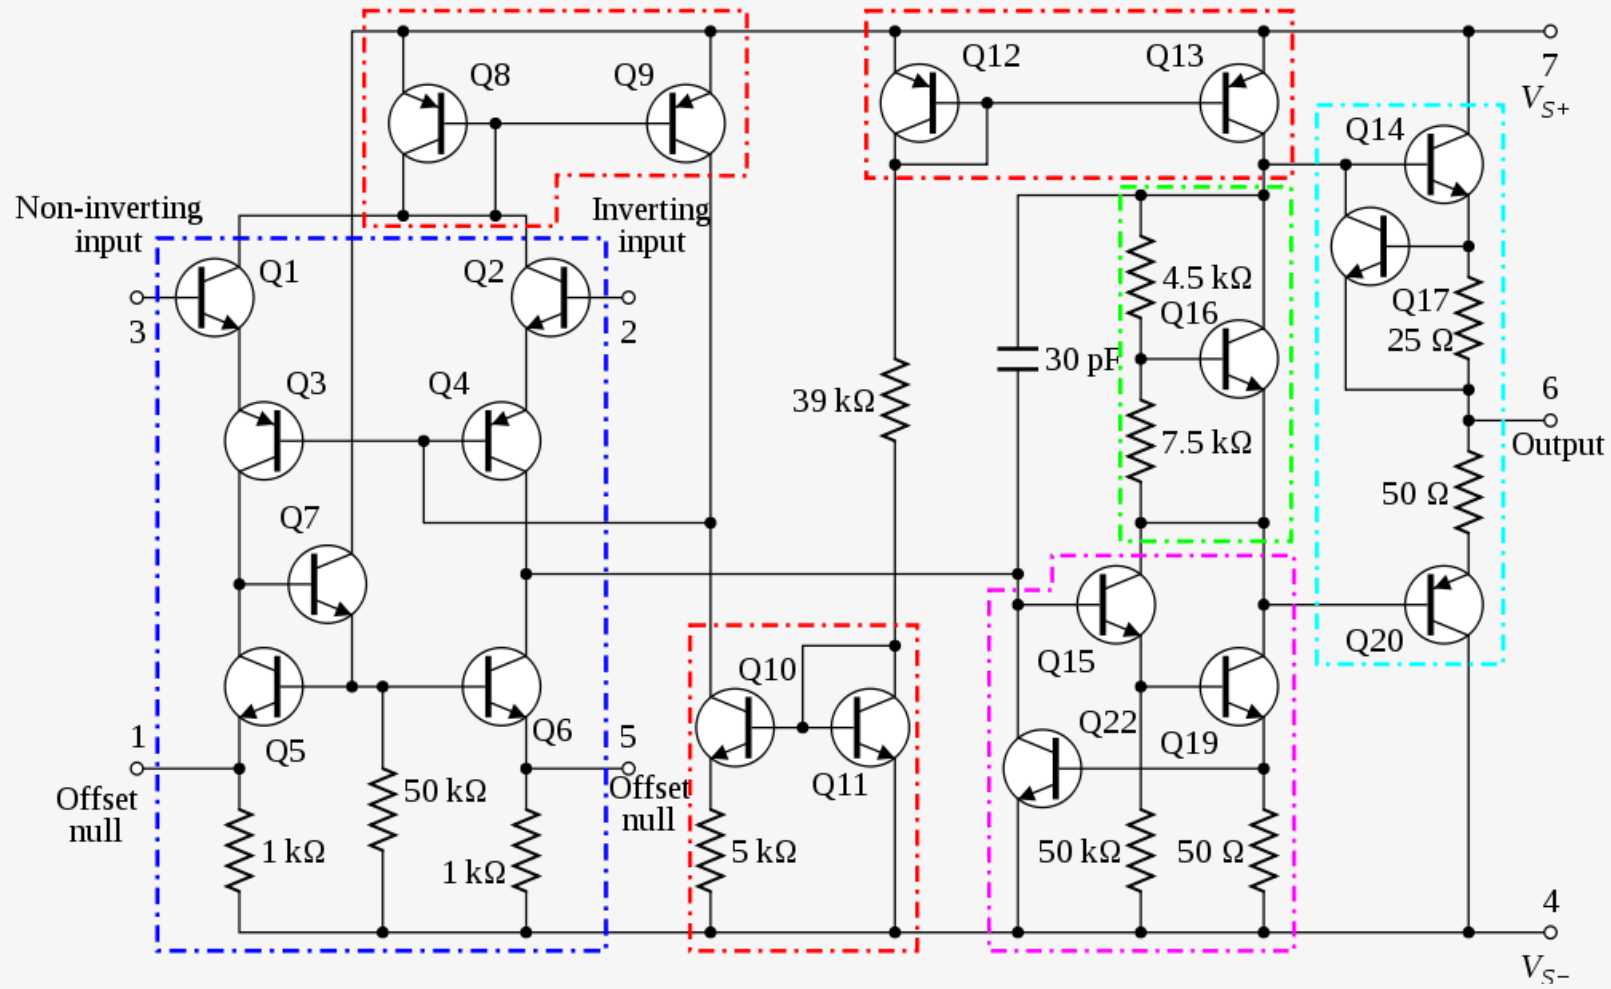 Q8
Q9
Q12
Q13
7
V_S+
Q14
Non-inverting
input
Inverting
input
Q1
Q2
3
2
4.5 kΩ
Q16
Q17
25 Ω
30 pF
Q3
Q4
39 kΩ
7.5 kΩ
6
Output
50 Ω
Q7
Q15
Q20
Q10
Q22
Q19
1
Q5
Q6
5
Offset
null
Offset
null
50 kΩ
Q11
1 kΩ
1 kΩ
5 kΩ
50 kΩ
50 Ω
4
V_S−